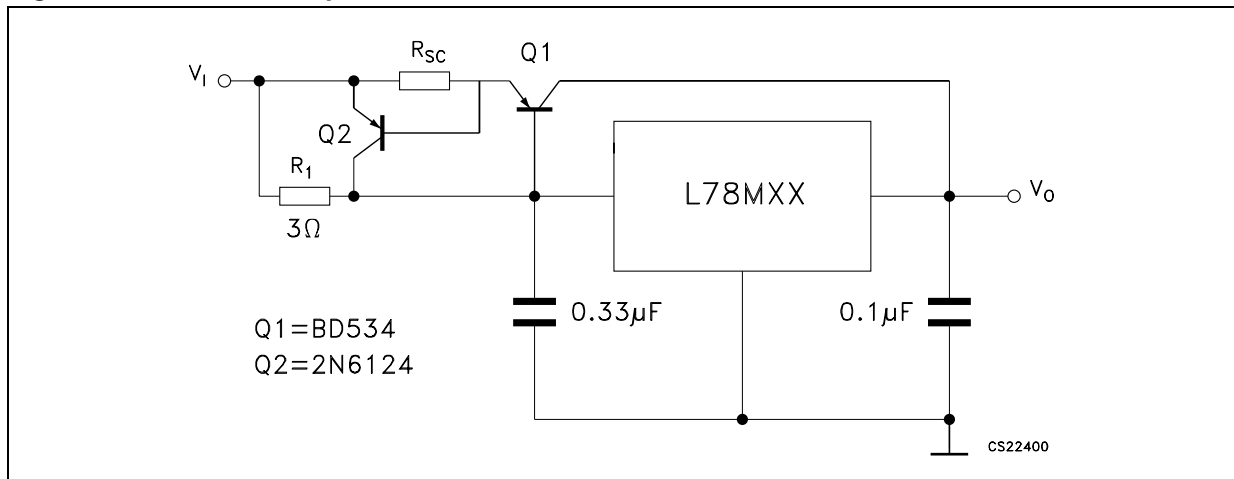 R_SC
Q1
V_I
Q2
R_1
3Ω
L78MXX
V_O
0.33µF
0.1µF
Q1=BD534
Q2=2N6124
CS22400